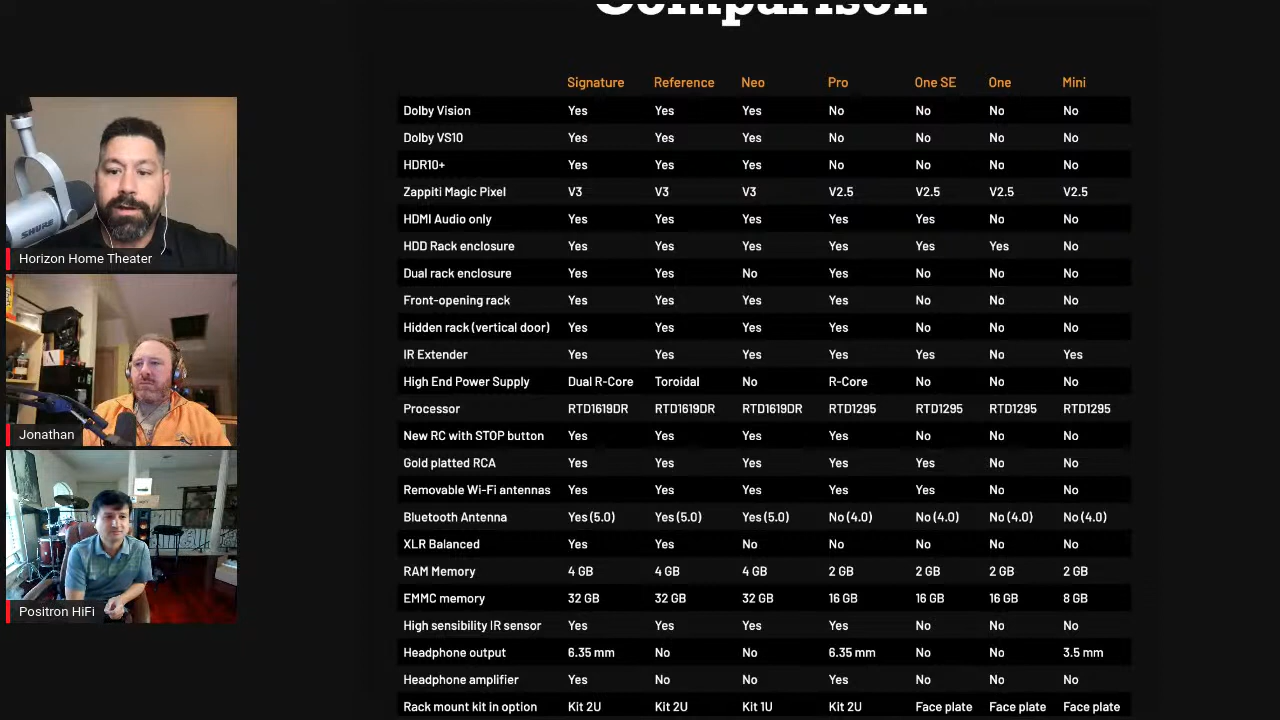 Comparison
Signature Reference Neo Pro One SE One Mini
Dolby Vision Yes Yes Yes No No No No
Dolby VS10 Yes Yes Yes No No No No
HDR10+ Yes Yes Yes No No No No
Zappiti Magic Pixel V3 V3 V3 V2.5 V2.5 V2.5 V2.5
HDMI Audio only Yes Yes Yes Yes Yes No No
HDD Rack enclosure Yes Yes Yes Yes Yes Yes No
Dual rack enclosure Yes Yes No Yes No No No
Front-opening rack Yes Yes Yes Yes No No No
Hidden rack (vertical door) Yes Yes Yes Yes No No No
IR Extender Yes Yes Yes Yes Yes No Yes
High End Power Supply Dual R-Core Toroidal No R-Core No No No
Processor RTD1619DR RTD1619DR RTD1619DR RTD1295 RTD1295 RTD1295 RTD1295
New RC with STOP button Yes Yes Yes Yes No No No
Gold platted RCA Yes Yes Yes Yes Yes No No
Removable Wi-Fi antennas Yes Yes Yes Yes Yes No No
Bluetooth Antenna Yes (5.0) Yes (5.0) Yes (5.0) No (4.0) No (4.0) No (4.0) No (4.0)
XLR Balanced Yes Yes No No No No No
RAM Memory 4 GB 4 GB 4 GB 2 GB 2 GB 2 GB 2 GB
EMMC memory 32 GB 32 GB 32 GB 16 GB 16 GB 16 GB 8 GB
High sensibility IR sensor Yes Yes Yes Yes No No No
Headphone output 6.35 mm No No 6.35 mm No No 3.5 mm
Headphone amplifier Yes No No Yes No No No
Rack mount kit in option Kit 2U Kit 2U Kit 1U Kit 2U Face plate Face plate Face plate
SHURE
Horizon Home Theater
Jonathan
Positron HiFi